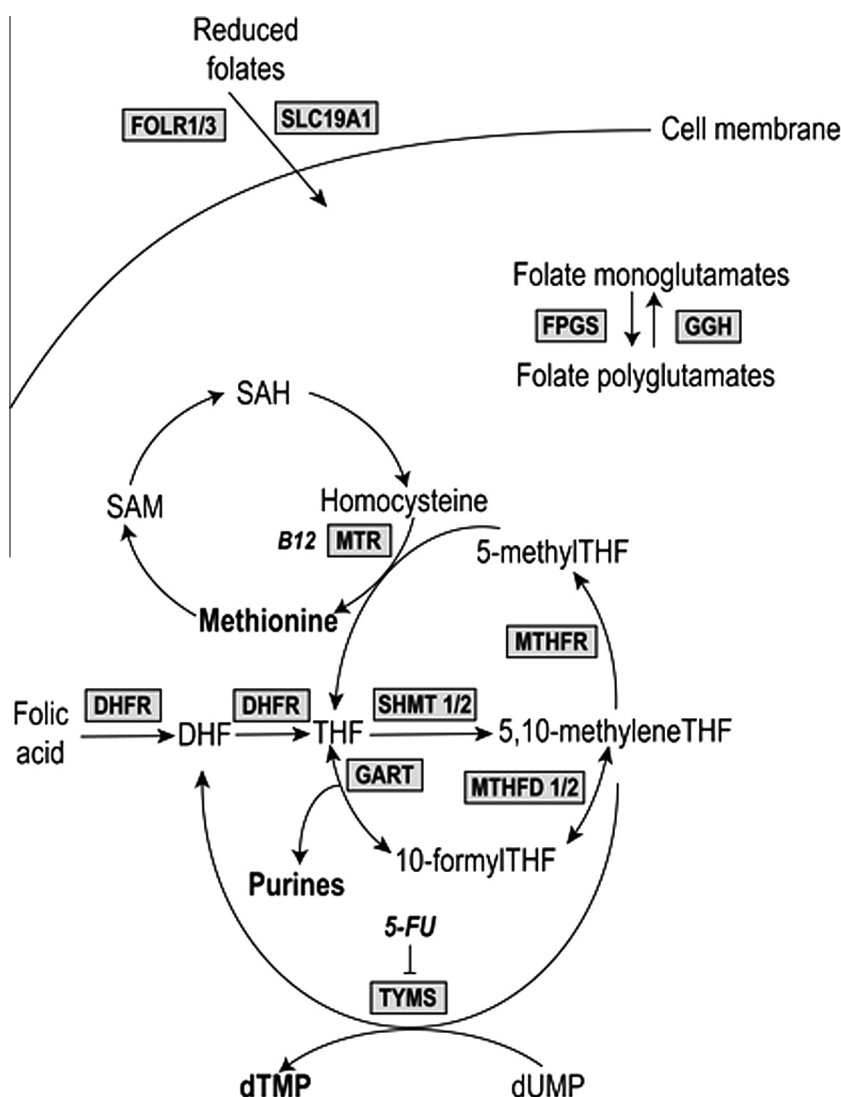 Reduced
folates
FOLR1/3
SLC19A1
Cell membrane
Folate monoglutamates
FPGS
GGH
Folate polyglutamates
SAH
SAM
Homocysteine
B12
MTR
5-methylTHF
Methionine
MTHFR
DHFR
DHFR
SHMT 1/2
Folic
acid
DHF
THF
5,10-methyleneTHF
GART
MTHFD 1/2
10-formylTHF
Purines
5-FU
TYMS
dTMP
dUMP